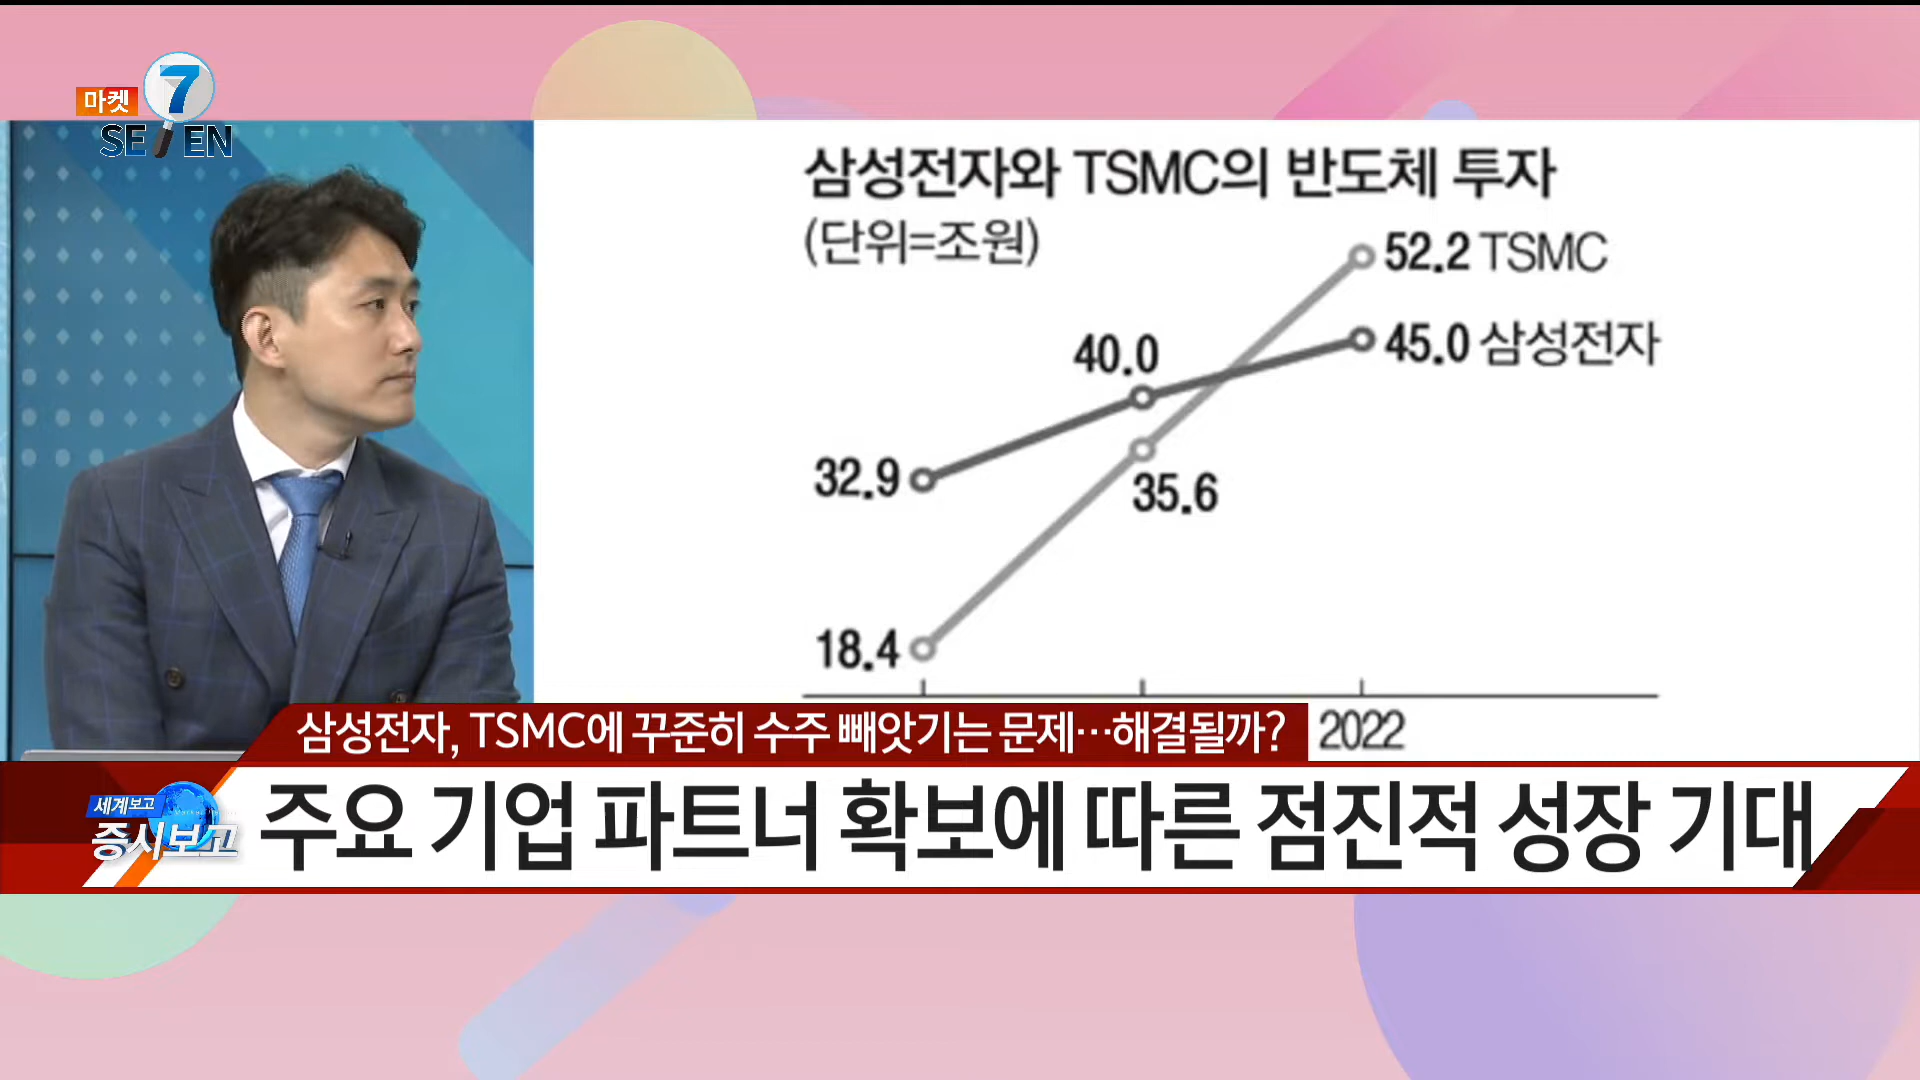 마켓
7
SEVEN
삼성전자와 TSMC의 반도체 투자
(단위=조원)
52.2 TSMC
45.0 삼성전자
40.0
32.9
35.6
18.4
2022
삼성전자, TSMC에 꾸준히 수주 빼앗기는 문제…해결될까?
세계보고
증시보고
주요 기업 파트너 확보에 따른 점진적 성장 기대